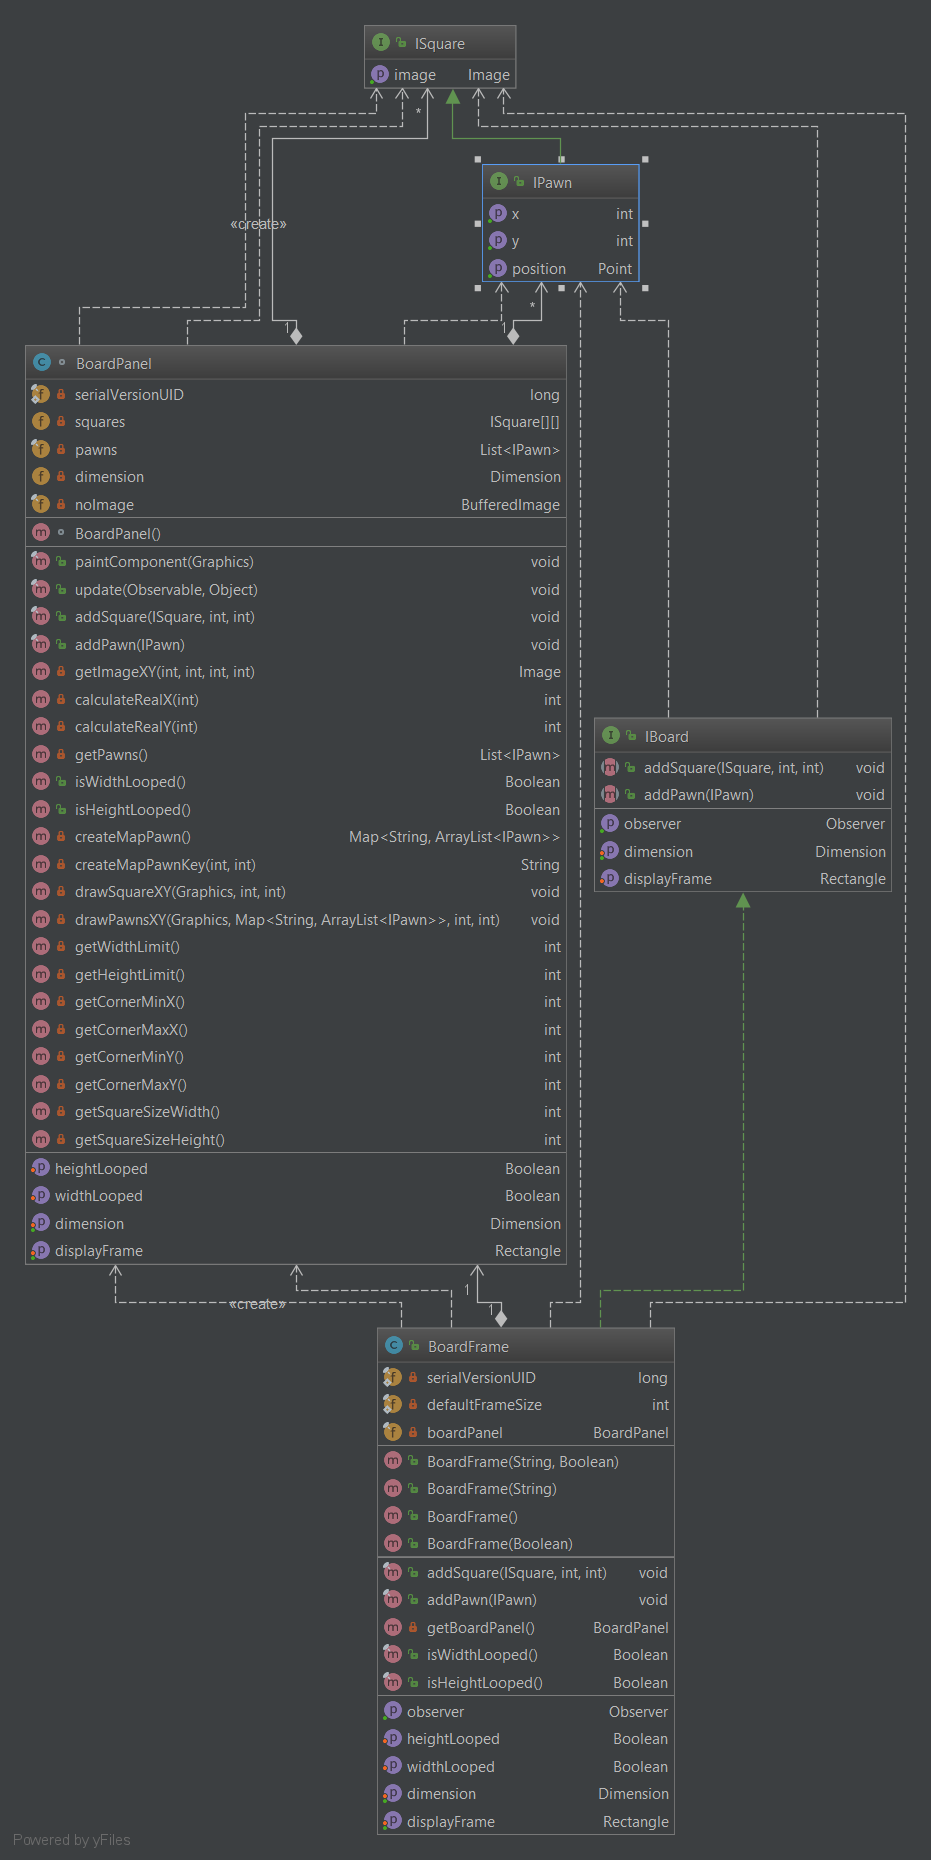 ISquare
image Image
*
«create»
IPawn
x int
y int
position Point
1
*
1
BoardPanel
serialVersionUID long
squares ISquare[][]
pawns List<IPawn>
dimension Dimension
noImage BufferedImage
BoardPanel()
paintComponent(Graphics) void
update(Observable, Object) void
addSquare(ISquare, int, int) void
addPawn(IPawn) void
getImageXY(int, int, int, int) Image
calculateRealX(int) int
calculateRealY(int) int
getPawns() List<IPawn>
isWidthLooped() Boolean
isHeightLooped() Boolean
createMapPawn() Map<String, ArrayList<IPawn>>
createMapPawnKey(int, int) String
drawSquareXY(Graphics, int, int) void
drawPawnsXY(Graphics, Map<String, ArrayList<IPawn>>, int, int) void
getWidthLimit() int
getHeightLimit() int
getCornerMinX() int
getCornerMaxX() int
getCornerMinY() int
getCornerMaxY() int
getSquareSizeWidth() int
getSquareSizeHeight() int
heightLooped Boolean
widthLooped Boolean
dimension Dimension
displayFrame Rectangle
IBoard
addSquare(ISquare, int, int) void
addPawn(IPawn) void
observer Observer
dimension Dimension
displayFrame Rectangle
«create»
1
1
BoardFrame
serialVersionUID long
defaultFrameSize int
boardPanel BoardPanel
BoardFrame(String, Boolean)
BoardFrame(String)
BoardFrame()
BoardFrame(Boolean)
addSquare(ISquare, int, int) void
addPawn(IPawn) void
getBoardPanel() BoardPanel
isWidthLooped() Boolean
isHeightLooped() Boolean
observer Observer
heightLooped Boolean
widthLooped Boolean
dimension Dimension
displayFrame Rectangle
Powered by yFiles